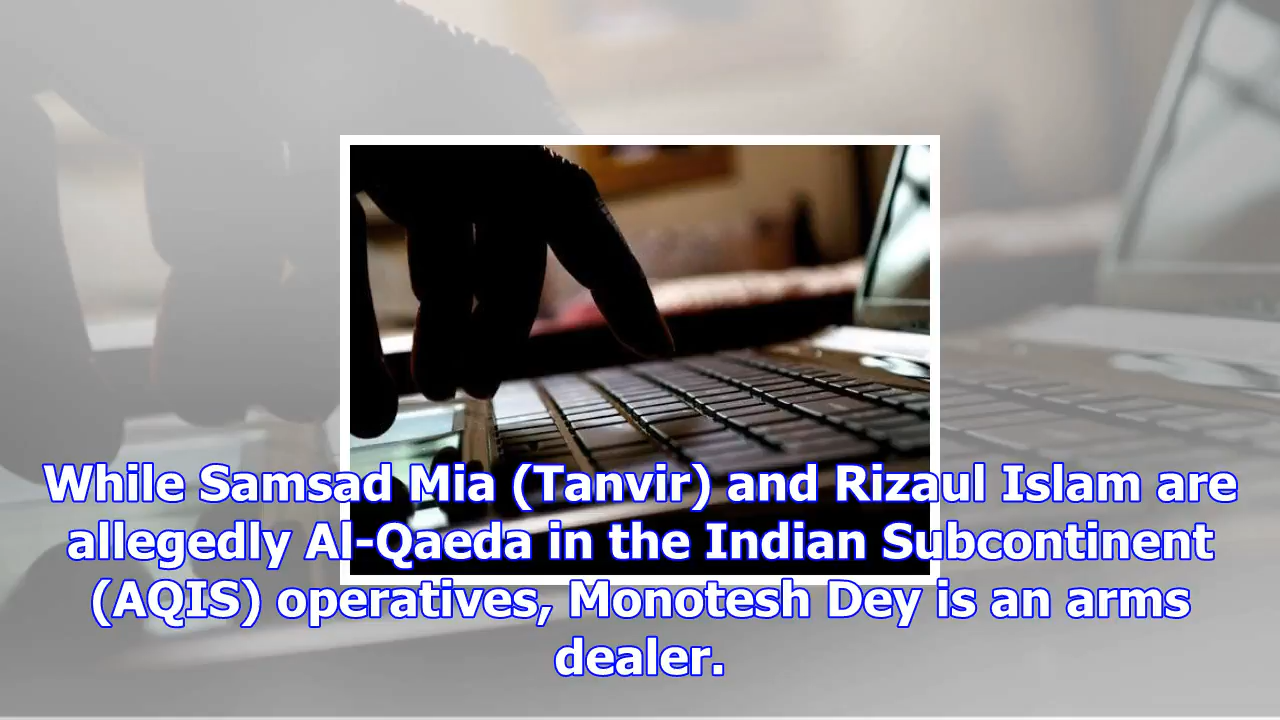 While Samsad Mia (Tanvir) and Rizaul Islam are
allegedly Al-Qaeda in the Indian Subcontinent
(AQIS) operatives, Monotesh Dey is an arms
dealer.